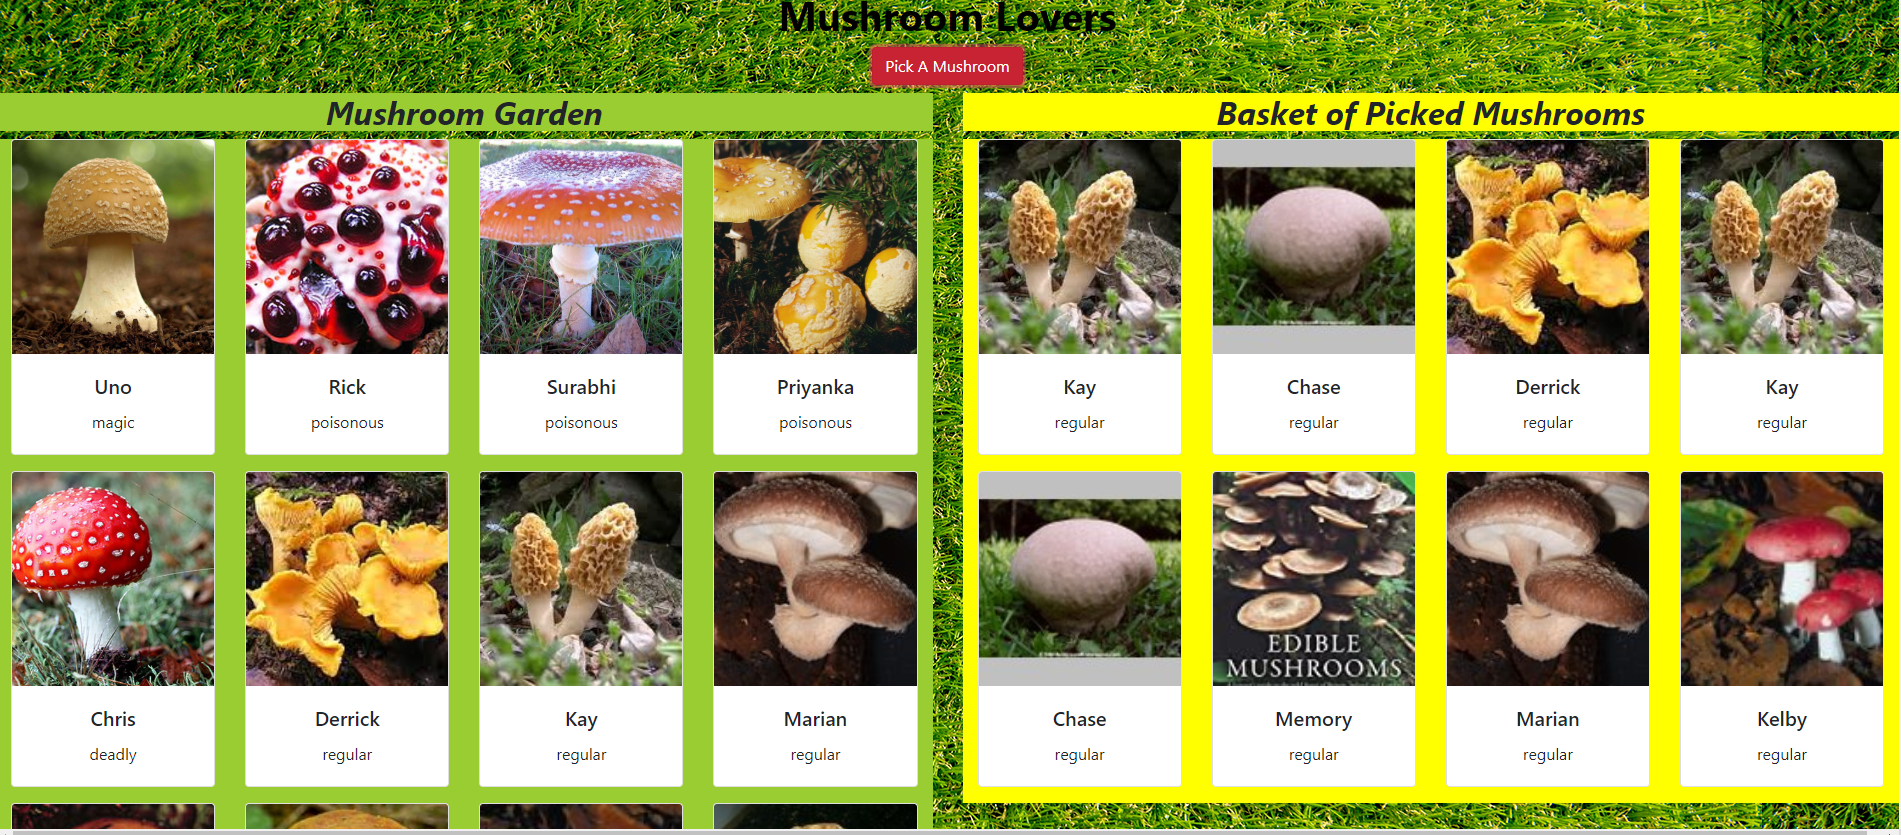 Mushroom Lovers
Pick A Mushroom
Mushroom Garden
Uno
magic
Rick
poisonous
Surabhi
poisonous
Priyanka
poisonous
Chris
deadly
Derrick
regular
Kay
regular
Marian
regular
Basket of Picked Mushrooms
Kay
regular
Chase
regular
Derrick
regular
Kay
regular
Chase
regular
EDIBLE
MUSHROOMS
Memory
regular
Marian
regular
Kelby
regular